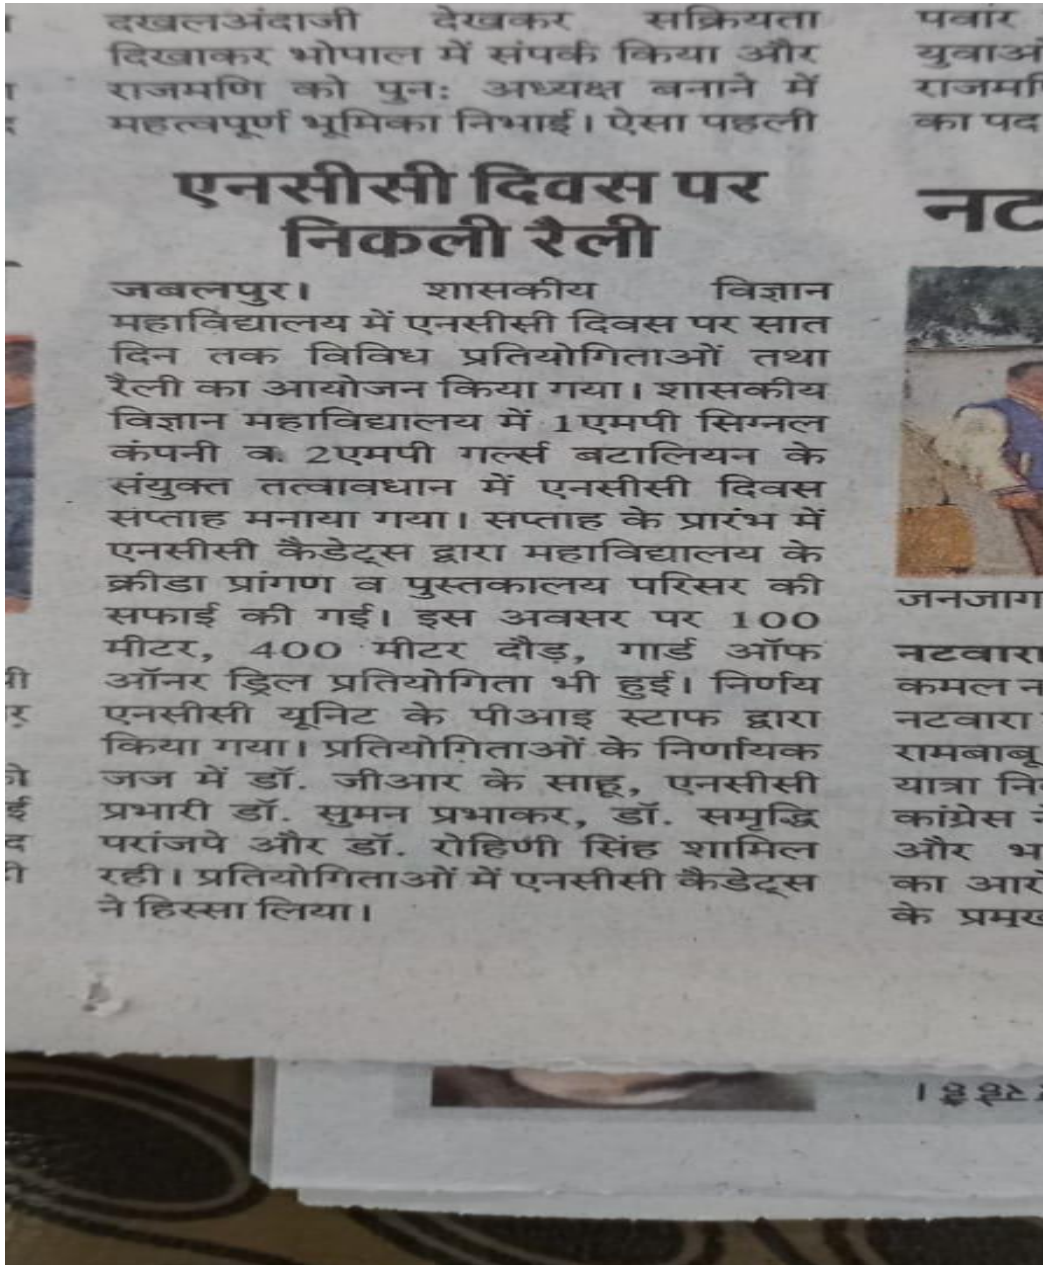 दखलअंदाजी देखकर सक्रियता
दिखाकर भोपाल में संपर्क किया और
राजमणि को पुनः अध्यक्ष बनाने में
महत्वपूर्ण भूमिका निभाई। ऐसा पहली
एनसीसी दिवस पर
निकली रैली
जबलपुर। शासकीय विज्ञान
महाविद्यालय में एनसीसी दिवस पर सात
दिन तक विविध प्रतियोगिताओं तथा
रैली का आयोजन किया गया। शासकीय
विज्ञान महाविद्यालय में 1एमपी सिग्नल
कंपनी व 2एमपी गर्ल्स बटालियन के
संयुक्त तत्वावधान में एनसीसी दिवस
सप्ताह मनाया गया। सप्ताह के प्रारंभ में
एनसीसी कैडेट्स द्वारा महाविद्यालय के
क्रीडा प्रांगण व पुस्तकालय परिसर की
सफाई की गई। इस अवसर पर 100
मीटर, 400 मीटर दौड़, गार्ड ऑफ
ऑनर ड्रिल प्रतियोगिता भी हुई। निर्णय
एनसीसी यूनिट के पीआइ स्टाफ द्वारा
किया गया। प्रतियोगिताओं के निर्णायक
जज में डॉ. जीआर के साहू, एनसीसी
प्रभारी डॉ. सुमन प्रभाकर, डॉ. समृद्धि
परांजपे और डॉ. रोहिणी सिंह शामिल
रही। प्रतियोगिताओं में एनसीसी कैडेट्स
ने हिस्सा लिया।
पवार
का पद
नटवारा
कमल
नटवारा
रामबाबू
यात्रा
कांग्रेस
और
का
के